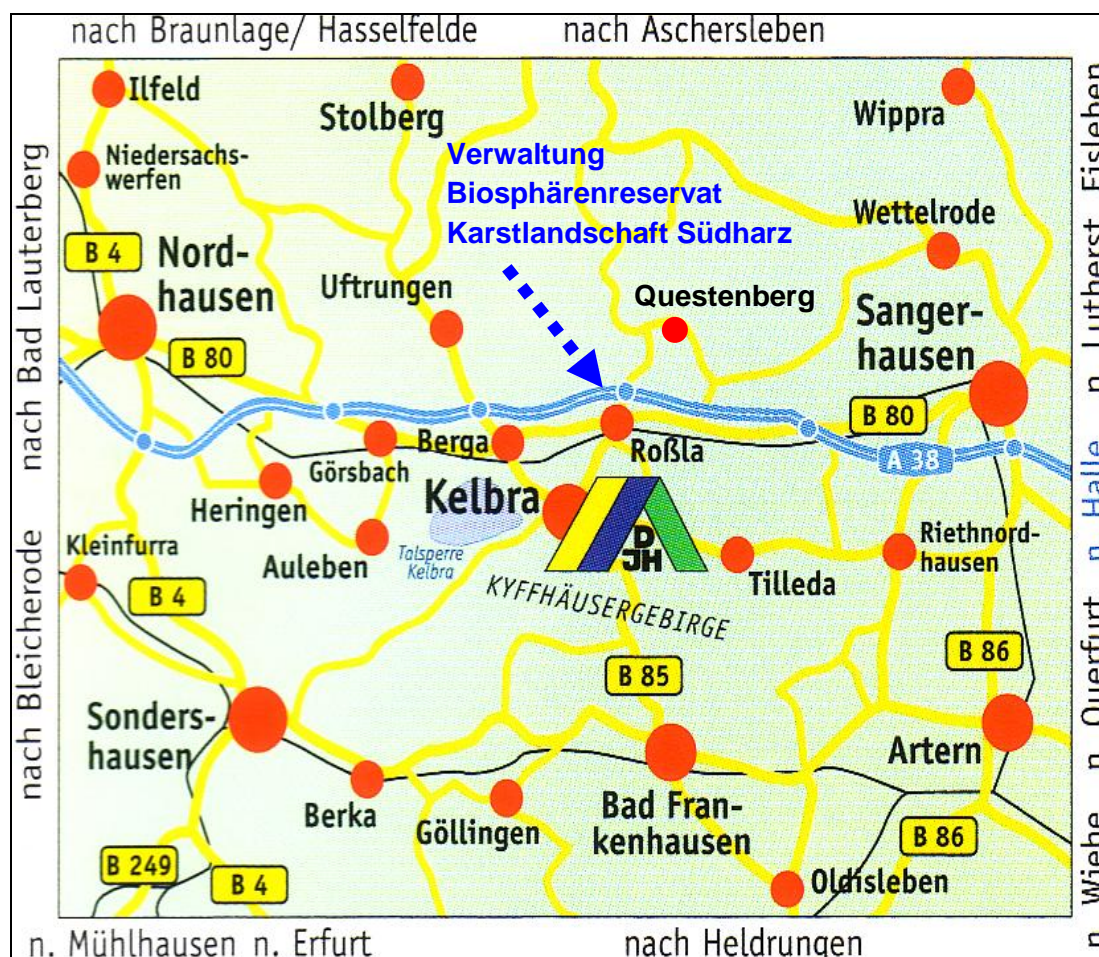 nach Braunlage/ Hasselfelde
nach Aschersleben
Ilfeld
Stolberg
Wippra
Niedersachs-
werfen
Verwaltung
Biosphärenreservat
Karstlandschaft Südharz
Wettelrode
B 4
Nord-
hausen
Uftrungen
Questenberg
Sanger-
hausen
B 80
B 80
Berga
Roßla
A 38
Görsbach
Kelbra
Heringen
D
JH
Riethnord-
hausen
Kleinfurra
Auleben
Talsperre
Kelbra
Tilleda
KYFFHÄUSERGEBIRGE
B 4
B 85
B 86
Sonders-
hausen
Artern
Berka
Göllingen
Bad Fran-
kenhausen
B 86
B 249
B 4
Oldisleben
n. Mühlhausen n. Erfurt
nach Heldrungen
nach Bleicherode
nach Bad Lauterberg
n. Wiehe
n. Querfurt
n. Halle
n. Lutherst. Eisleben